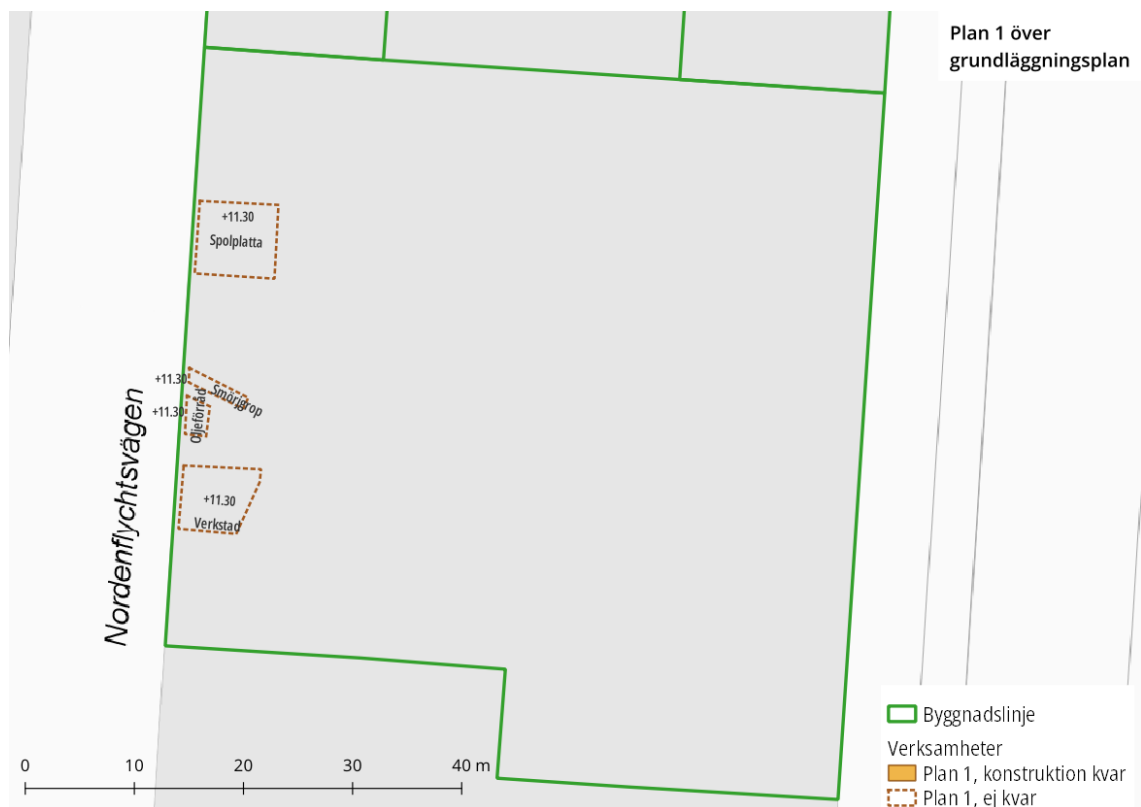 Plan 1 över
grundläggningsplan
+11.30
Spolplatta
+11.30
Smörjgrop
+11.30
Oljeförråd
+11.30
Verkstad
Nordenflychtsvägen
0 10 20 30 40 m
Byggnadslinje
Verksamheter
Plan 1, konstruktion kvar
Plan 1, ej kvar